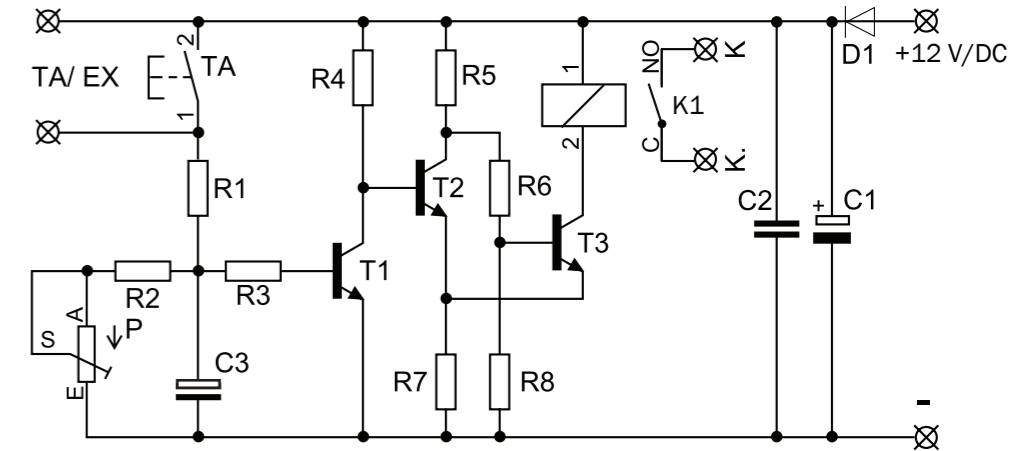 TA/ EX
2
TA
1
R1
R2
R3
A
S
P
E
C3
R4
T1
R5
T2
R6
T3
R7
R8
1
2
NO
K
K1
C
K.
C2
+
C1
D1
+12 V/DC
-